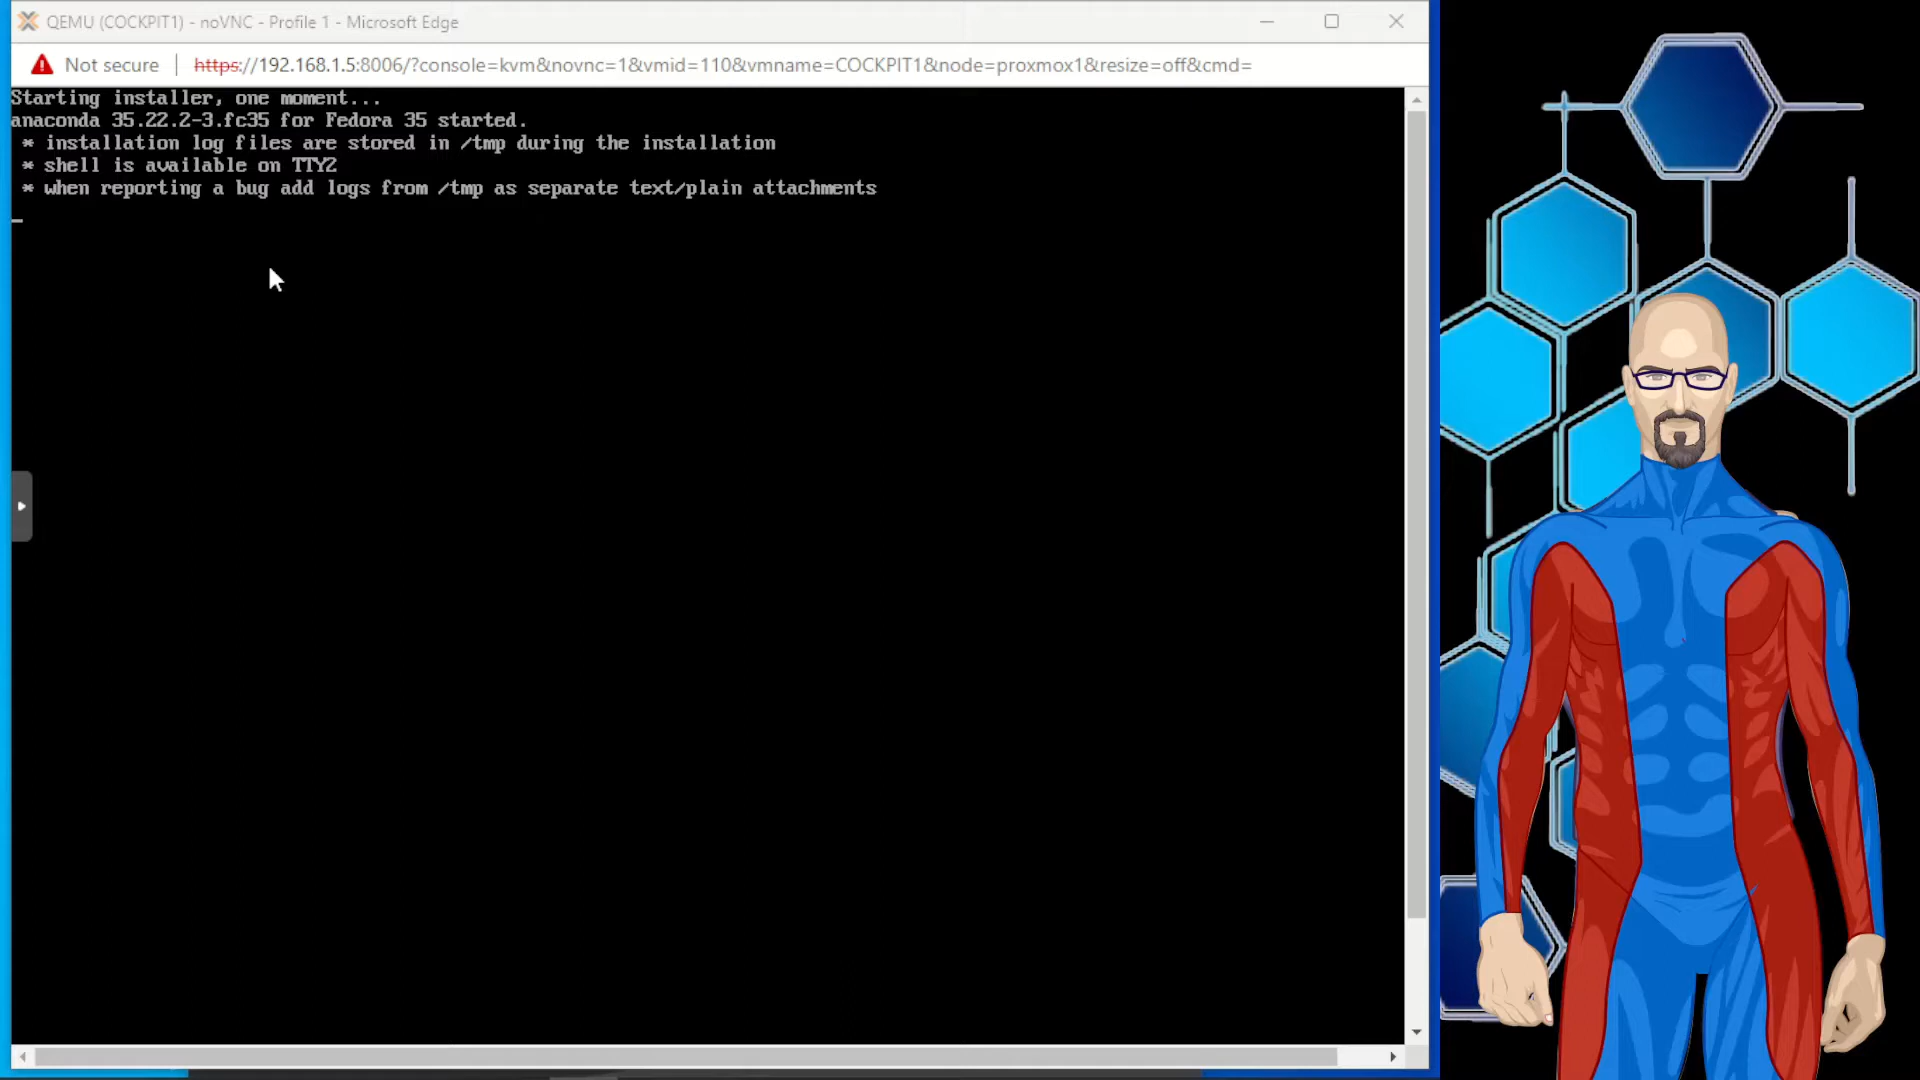 QEMU (COCKPIT1) - noVNC - Profile 1 - Microsoft Edge
Not secure | https://192.168.1.5:8006/?console=kvm&novnc=1&vmid=110&vmname=COCKPIT1&node=proxmox1&resize=off&cmd=
Starting installer, one moment...
anaconda 35.22.2-3.fc35 for Fedora 35 started.
* installation log files are stored in /tmp during the installation
* shell is available on TTY2
* when reporting a bug add logs from /tmp as separate text/plain attachments